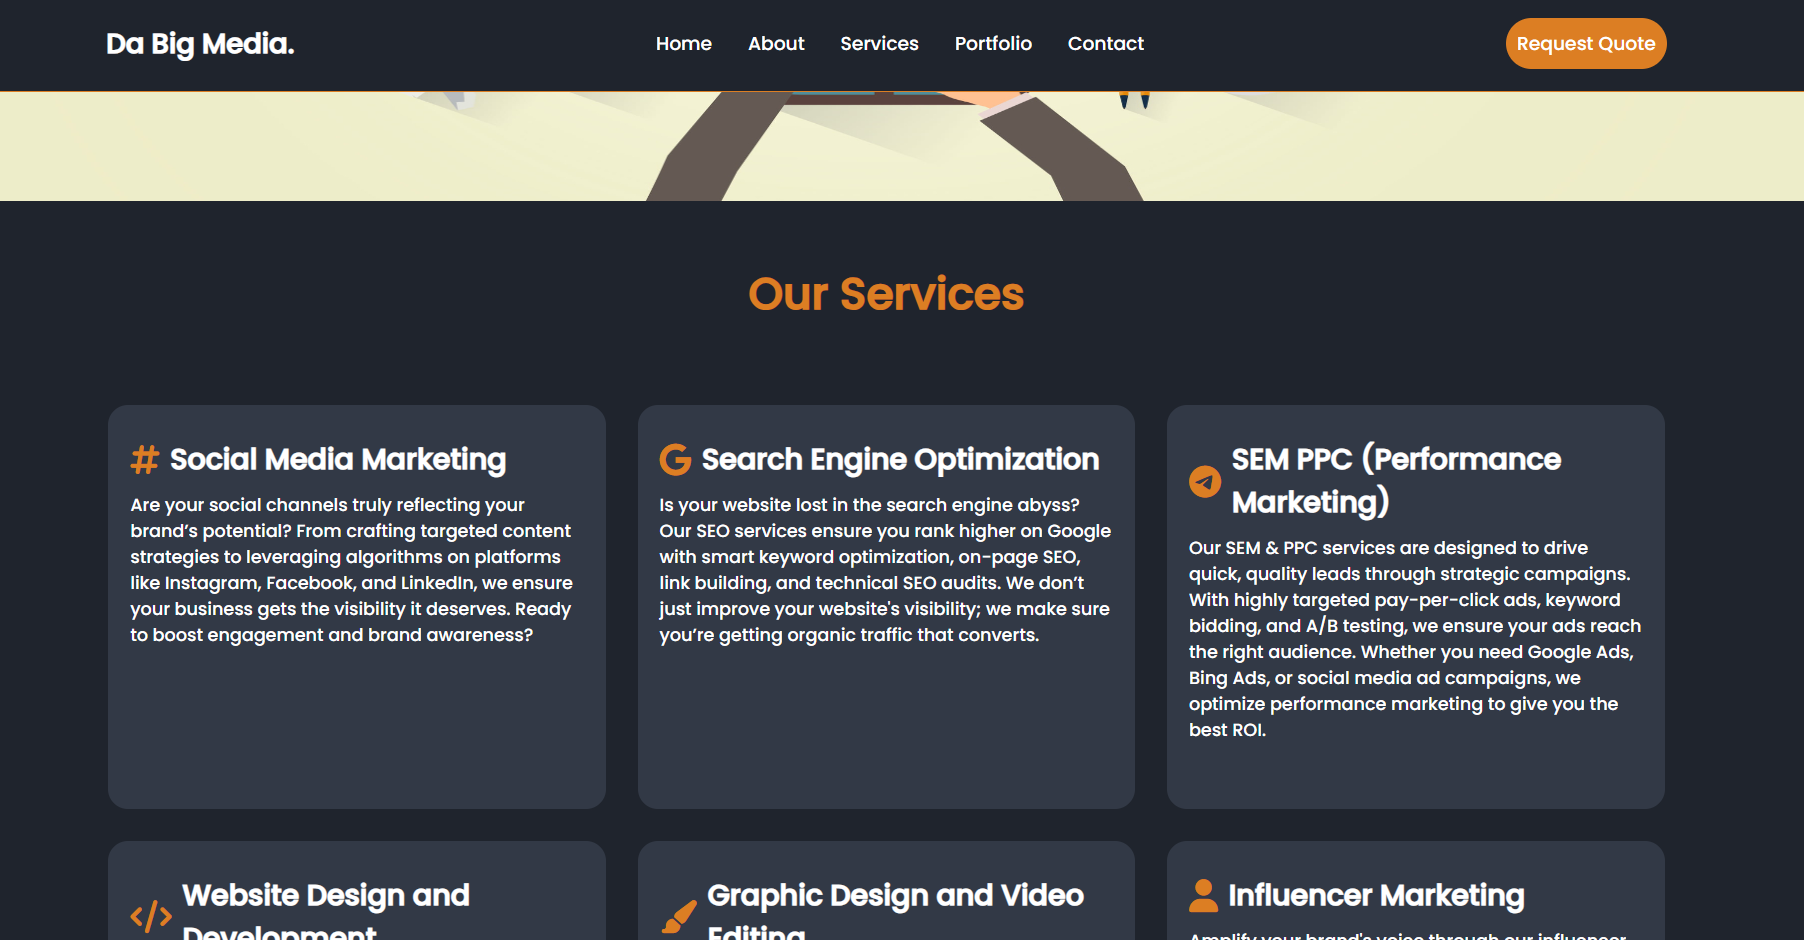 Da Big Media.
Home
About
Services
Portfolio
Contact
Request Quote
Our Services
Social Media Marketing
Are your social channels truly reflecting your
brand’s potential? From crafting targeted content
strategies to leveraging algorithms on platforms
like Instagram, Facebook, and LinkedIn, we ensure
your business gets the visibility it deserves. Ready
to boost engagement and brand awareness?
Search Engine Optimization
Is your website lost in the search engine abyss?
Our SEO services ensure you rank higher on Google
with smart keyword optimization, on-page SEO,
link building, and technical SEO audits. We don’t
just improve your website's visibility; we make sure
you’re getting organic traffic that converts.
SEM PPC (Performance
Marketing)
Our SEM & PPC services are designed to drive
quick, quality leads through strategic campaigns.
With highly targeted pay-per-click ads, keyword
bidding, and A/B testing, we ensure your ads reach
the right audience. Whether you need Google Ads,
Bing Ads, or social media ad campaigns, we
optimize performance marketing to give you the
best ROI.
Website Design and
Development
Graphic Design and Video
Editing
Influencer Marketing
Amplify your brand's voice through our influencer